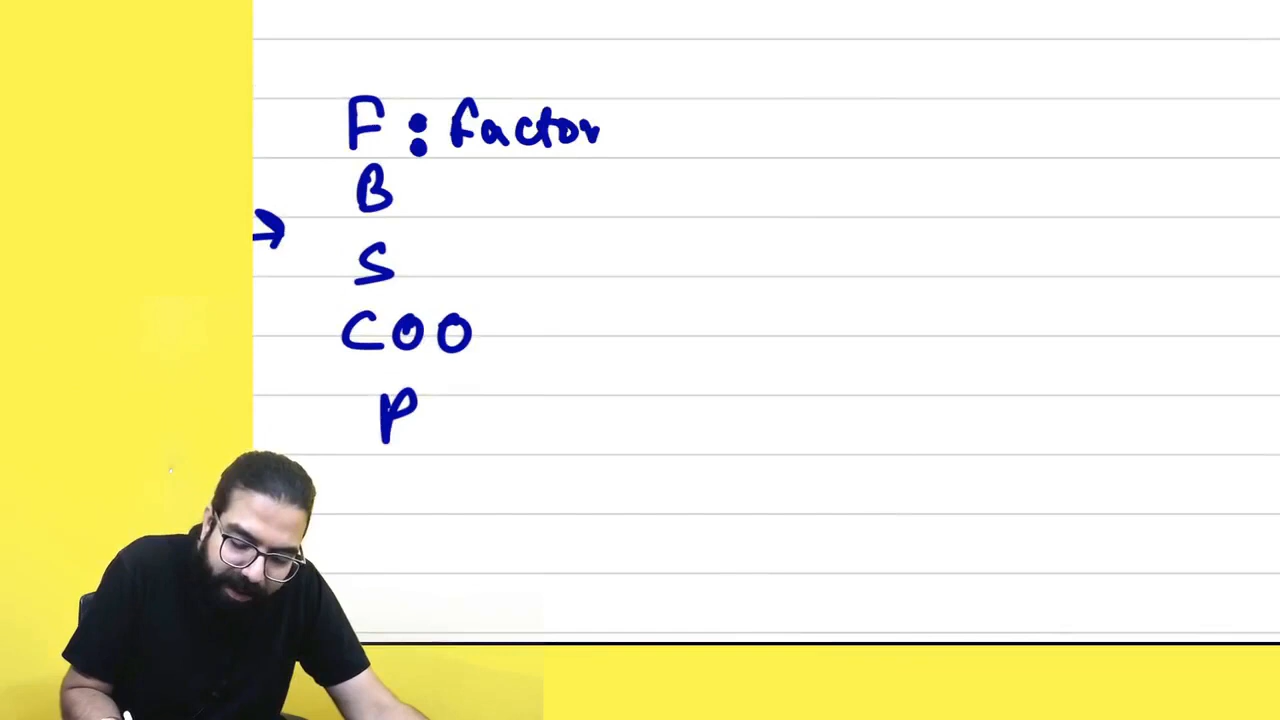 F : Factor
B
→
S
COO
P